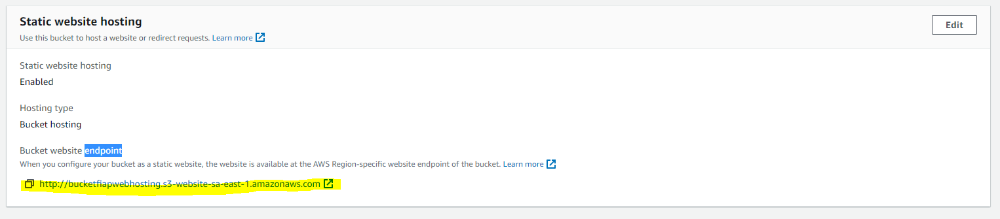 Static website hosting
Edit
Use this bucket to host a website or redirect requests. Learn more
Static website hosting
Enabled
Hosting type
Bucket hosting
Bucket website endpoint
When you configure your bucket as a static website, the website is available at the AWS Region-specific website endpoint of the bucket. Learn more
http://bucketfiapwebhosting.s3-website-sa-east-1.amazonaws.com